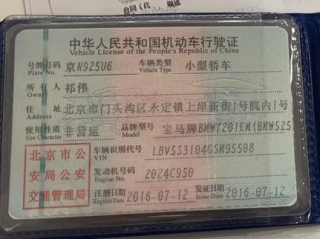 中华人民共和国机动车行驶证
Vehicle License of the People's Republic of China
号牌号码 京N925U6 车辆类型 小型轿车
Plate No. Vehicle Type
所有人 祁伟
Owner
住址 北京市门头沟区永定镇上岸新街1号院内1号
Address
使用性质 非营运 品牌型号 宝马牌BMW7201EM(BMW525
Use Character Model
北京市公 车辆识别代号 LBV5S3104GSM95508
VIN
安局公安 发动机号码 2024C950
Engine No.
交通管理局 注册日期 2016-07-12 发证日期 2016-07-12
Register Date Issue Date